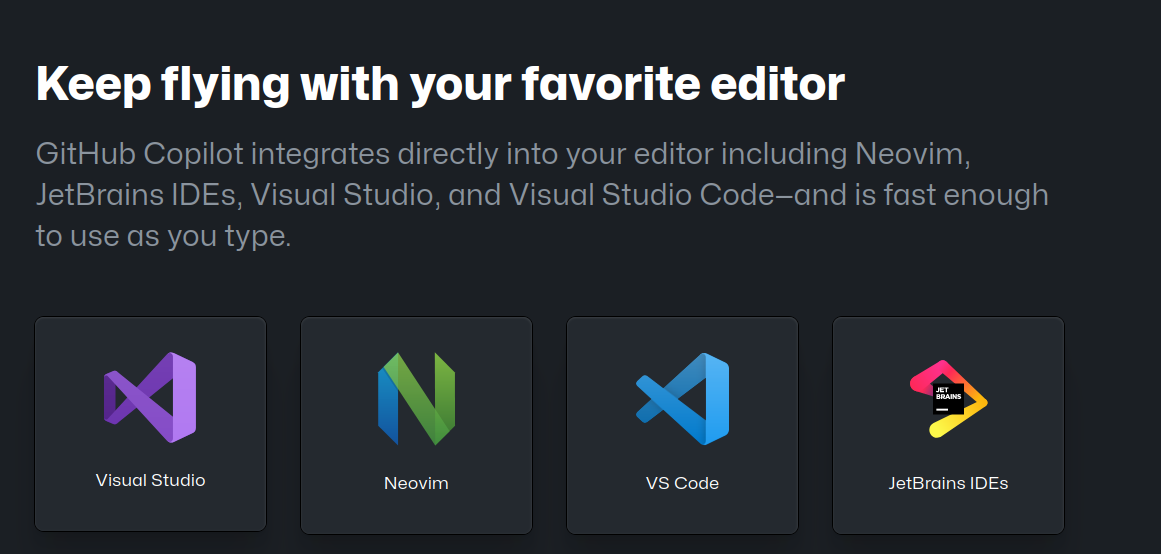 Keep flying with your favorite editor
GitHub Copilot integrates directly into your editor including Neovim,
JetBrains IDEs, Visual Studio, and Visual Studio Code—and is fast enough
to use as you type.
JET
BRAINS
Visual Studio
Neovim
VS Code
JetBrains IDEs